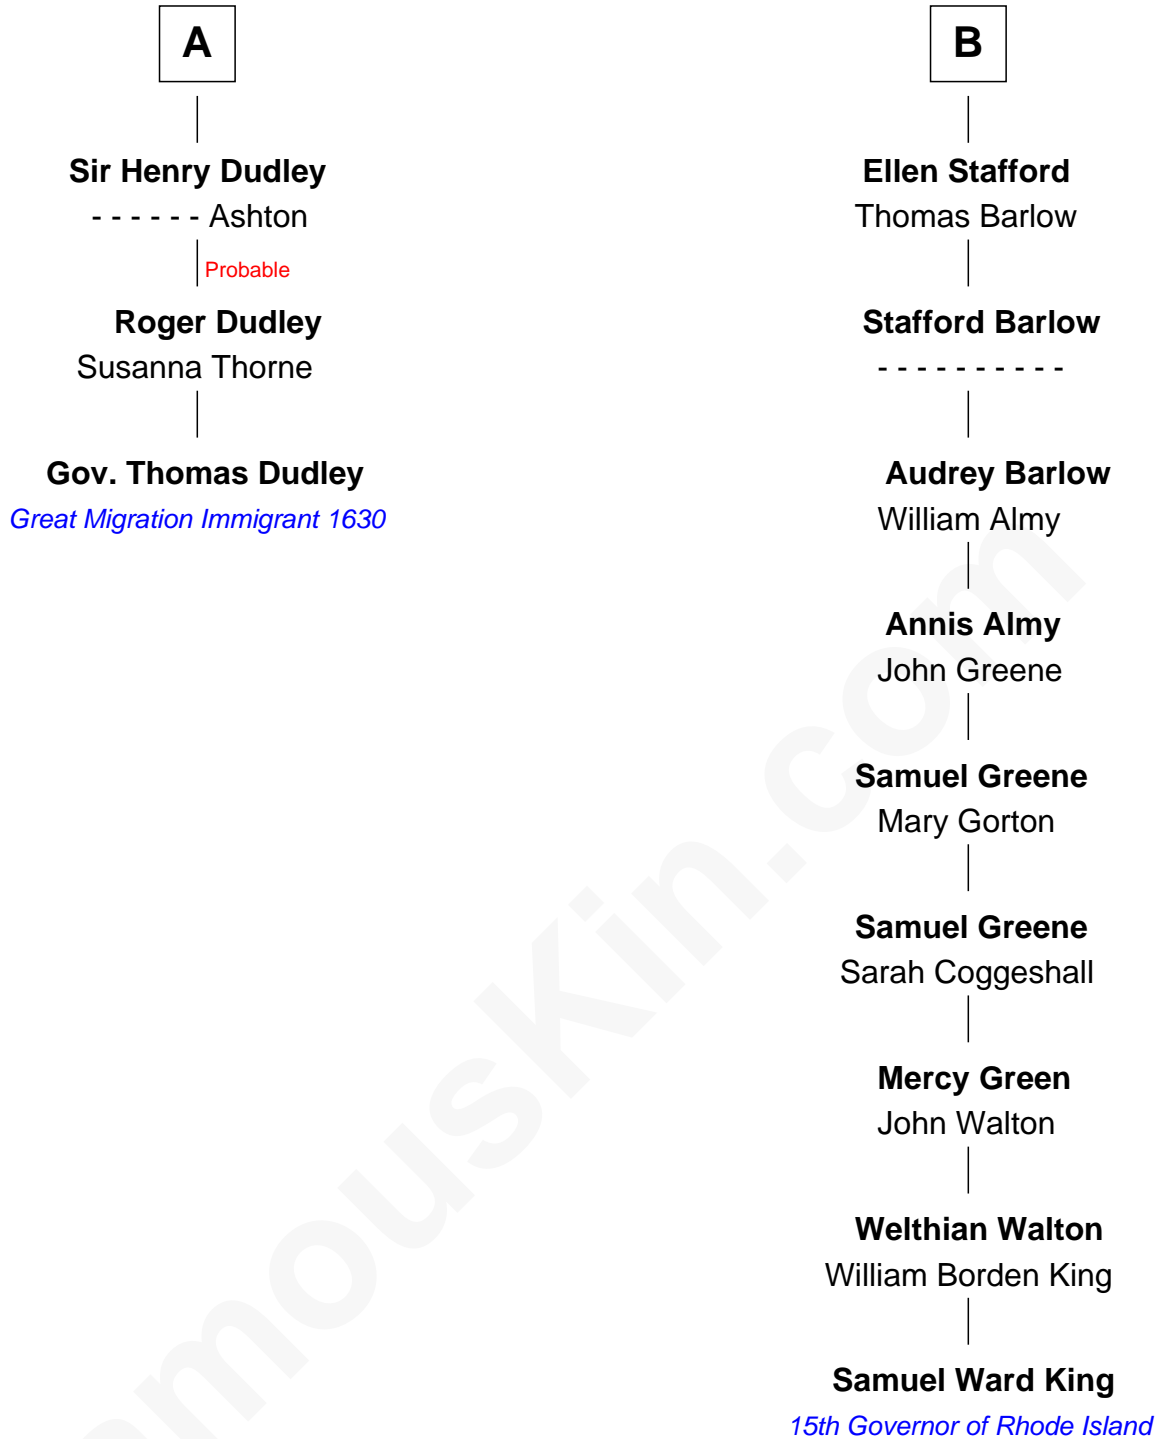 A
Sir Henry Dudley
- - - - - - Ashton
Probable
Roger Dudley
Susanna Thorne
Gov. Thomas Dudley
Great Migration Immigrant 1630
B
Ellen Stafford
Thomas Barlow
Stafford Barlow
- - - - - - - - - -
Audrey Barlow
William Almy
Annis Almy
John Greene
Samuel Greene
Mary Gorton
Samuel Greene
Sarah Coggeshall
Mercy Green
John Walton
Welthian Walton
William Borden King
Samuel Ward King
15th Governor of Rhode Island
amouskin.com